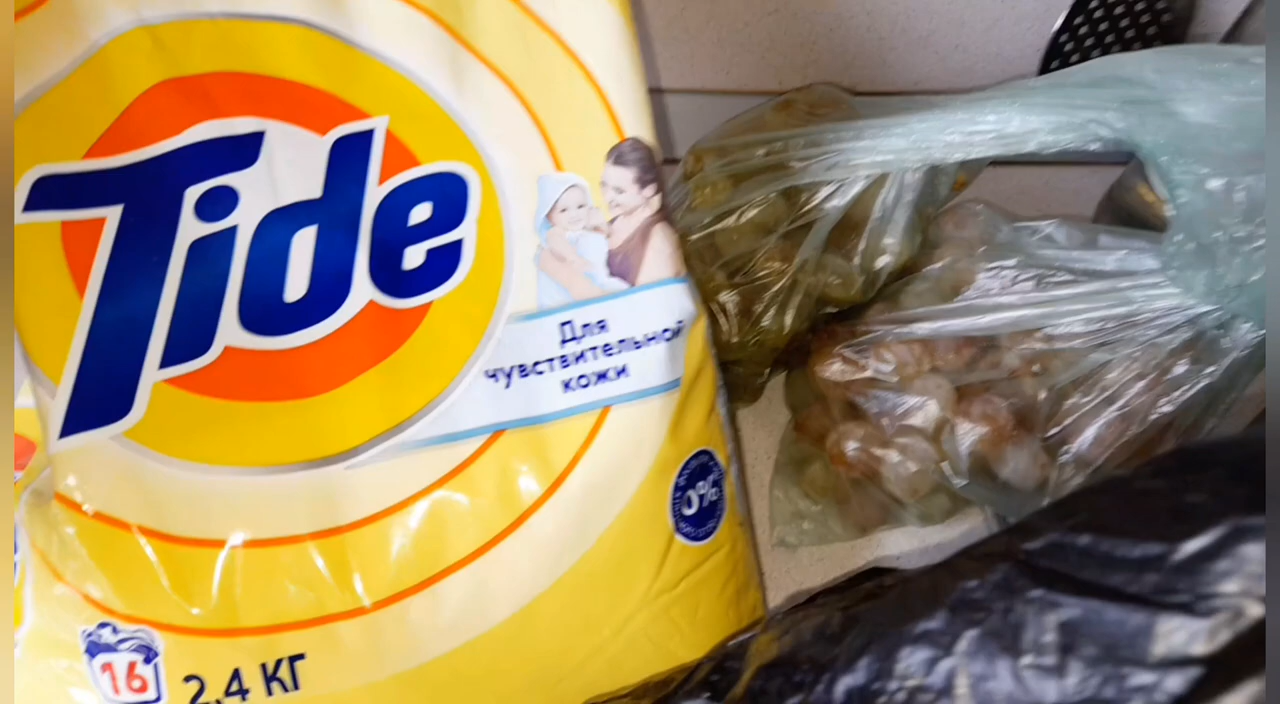 Tide
Для
чувствительной
кожи
0%
16
2,4 КГ